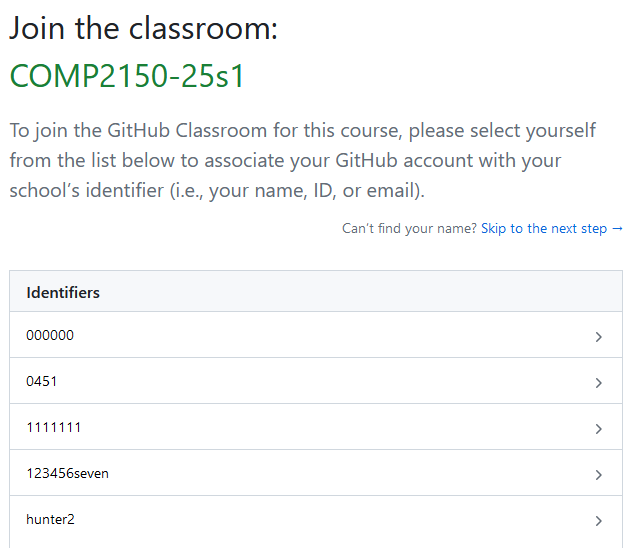 Join the classroom:
COMP2150-25s1
To join the GitHub Classroom for this course, please select yourself
from the list below to associate your GitHub account with your
school’s identifier (i.e., your name, ID, or email).
Can't find your name? Skip to the next step →
Identifiers
000000
0451
1111111
123456seven
hunter2